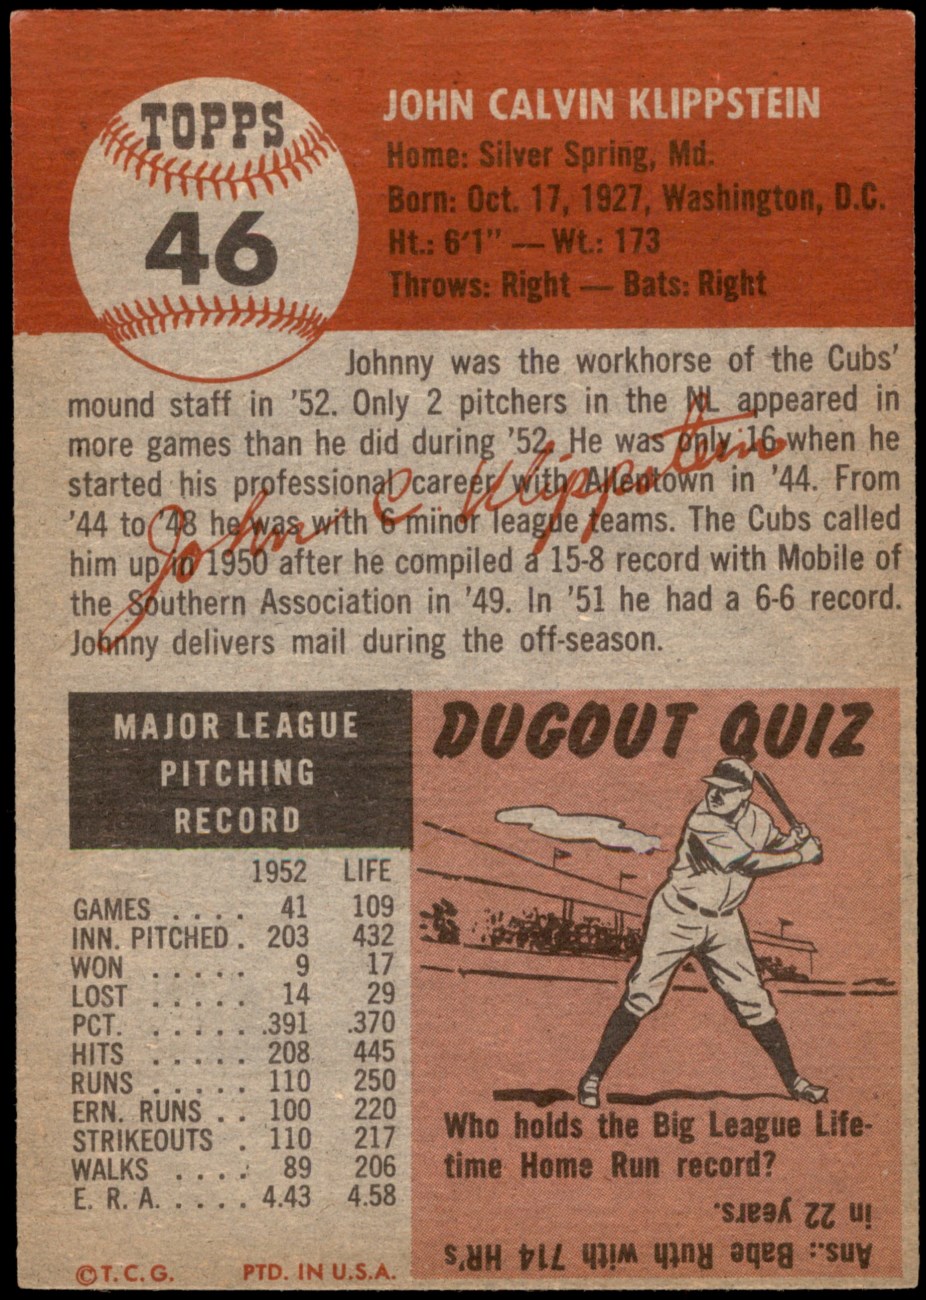 TOPPS
46
JOHN CALVIN KLIPPSTEIN
Home: Silver Spring, Md.
Born: Oct. 17, 1927, Washington, D.C.
Ht.: 6'1" — Wt.: 173
Throws: Right — Bats: Right
Johnny was the workhorse of the Cubs'
mound staff in '52. Only 2 pitchers in the NL appeared in
more games than he did during '52. He was only 16 when he
started his professional career with Allentown in '44. From
'44 to '48 he was with 6 minor league teams. The Cubs called
him up in 1950 after he compiled a 15-8 record with Mobile of
the Southern Association in '49. In '51 he had a 6-6 record.
Johnny delivers mail during the off-season.
John C Klippstein
MAJOR LEAGUE
PITCHING
RECORD
1952 LIFE
GAMES . . . . 41 109
INN. PITCHED . 203 432
WON . . . . . 9 17
LOST . . . . . 14 29
PCT. . . . . . .391 .370
HITS . . . . . 208 445
RUNS . . . . . 110 250
ERN. RUNS . . 100 220
STRIKEOUTS . 110 217
WALKS . . . . 89 206
E. R. A. . . . . 4.43 4.58
©T.C.G. PTD. IN U.S.A.
DUGOUT QUIZ
Who holds the Big League Life-
time Home Run record?
Ans.: Babe Ruth with 714 HR's
in 22 years.